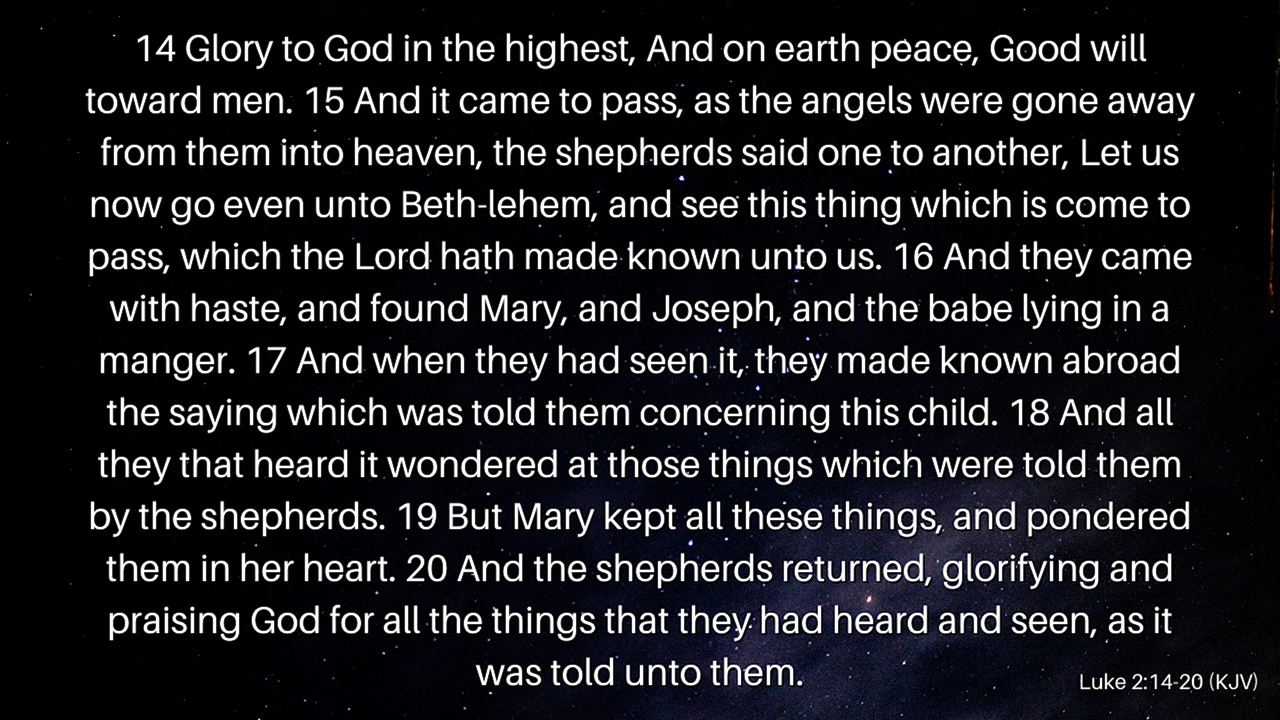 14 Glory to God in the highest, And on earth peace, Good will
toward men. 15 And it came to pass, as the angels were gone away
from them into heaven, the shepherds said one to another, Let us
now go even unto Beth-lehem, and see this thing which is come to
pass, which the Lord hath made known unto us. 16 And they came
with haste, and found Mary, and Joseph, and the babe lying in a
manger. 17 And when they had seen it, they made known abroad
the saying which was told them concerning this child. 18 And all
they that heard it wondered at those things which were told them
by the shepherds. 19 But Mary kept all these things, and pondered
them in her heart. 20 And the shepherds returned, glorifying and
praising God for all the things that they had heard and seen, as it
was told unto them.
Luke 2:14-20 (KJV)